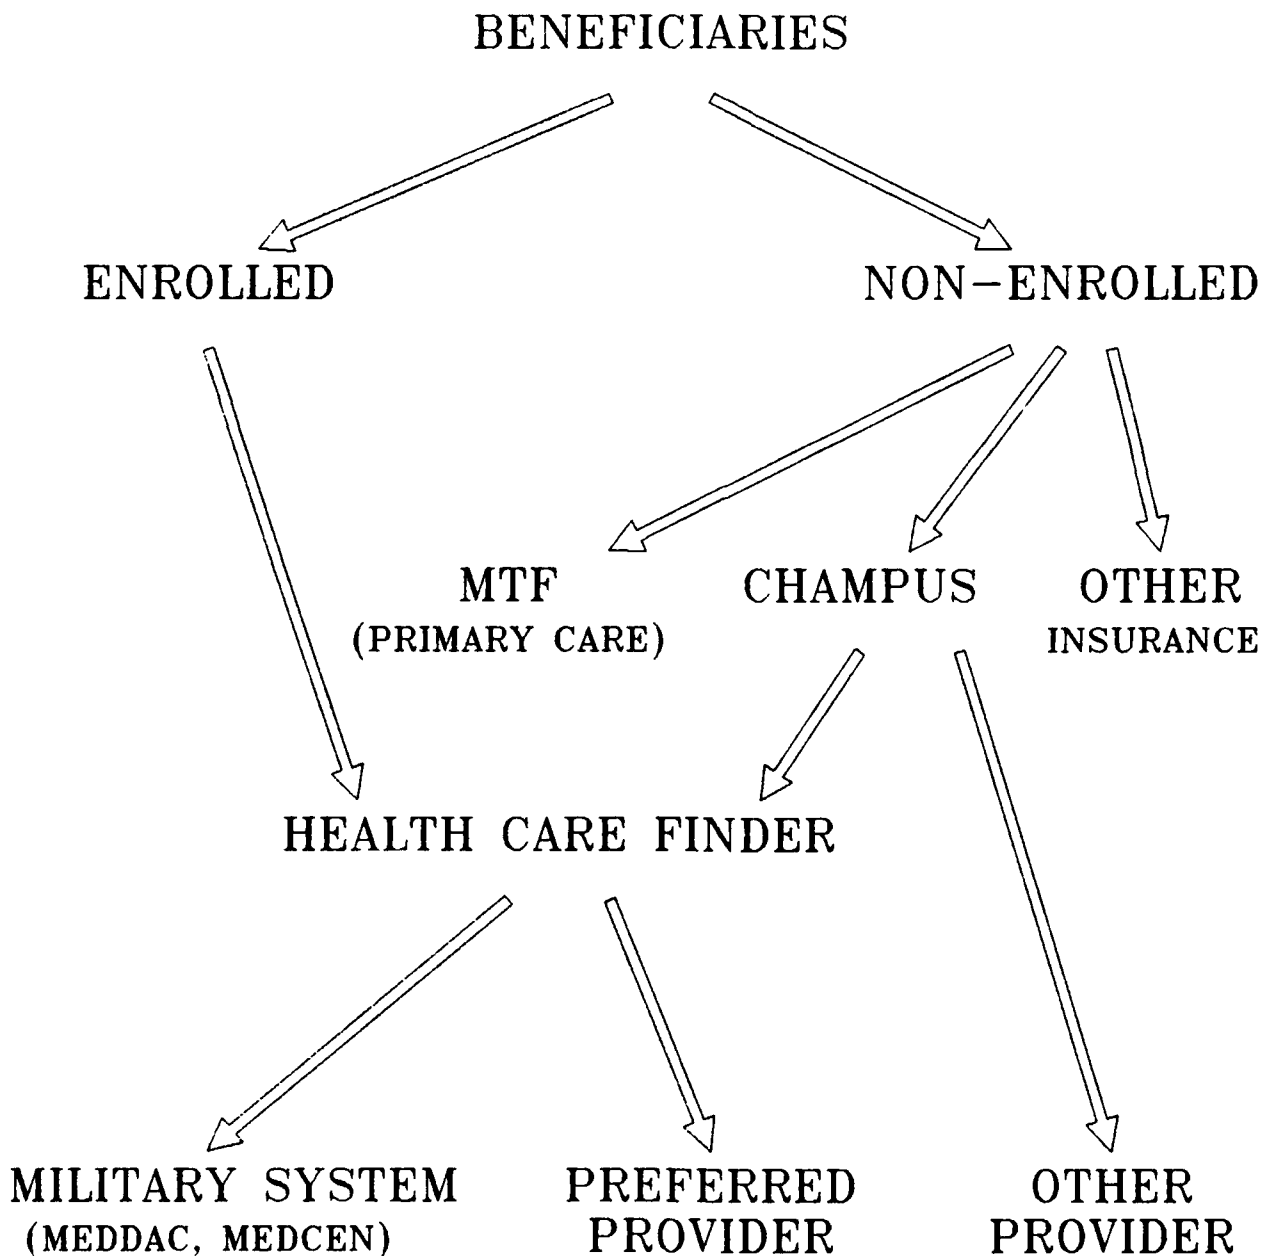 BENEFICIARIES
ENROLLED
NON-ENROLLED
MTF
(PRIMARY CARE)
CHAMPUS
OTHER
INSURANCE
HEALTH CARE FINDER
MILITARY SYSTEM
(MEDDAC, MEDCEN)
PREFERRED
PROVIDER
OTHER
PROVIDER